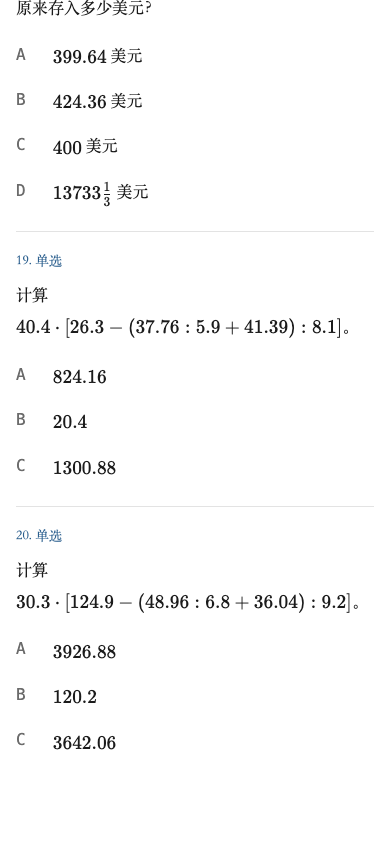 原来存入多少美元?
A 399.64 美元
B 424.36 美元
C 400 美元
D 13733 1/3 美元
19. 单选
计算
40.4 · [26.3 − (37.76 : 5.9 + 41.39) : 8.1]。
A 824.16
B 20.4
C 1300.88
20. 单选
计算
30.3 · [124.9 − (48.96 : 6.8 + 36.04) : 9.2]。
A 3926.88
B 120.2
C 3642.06